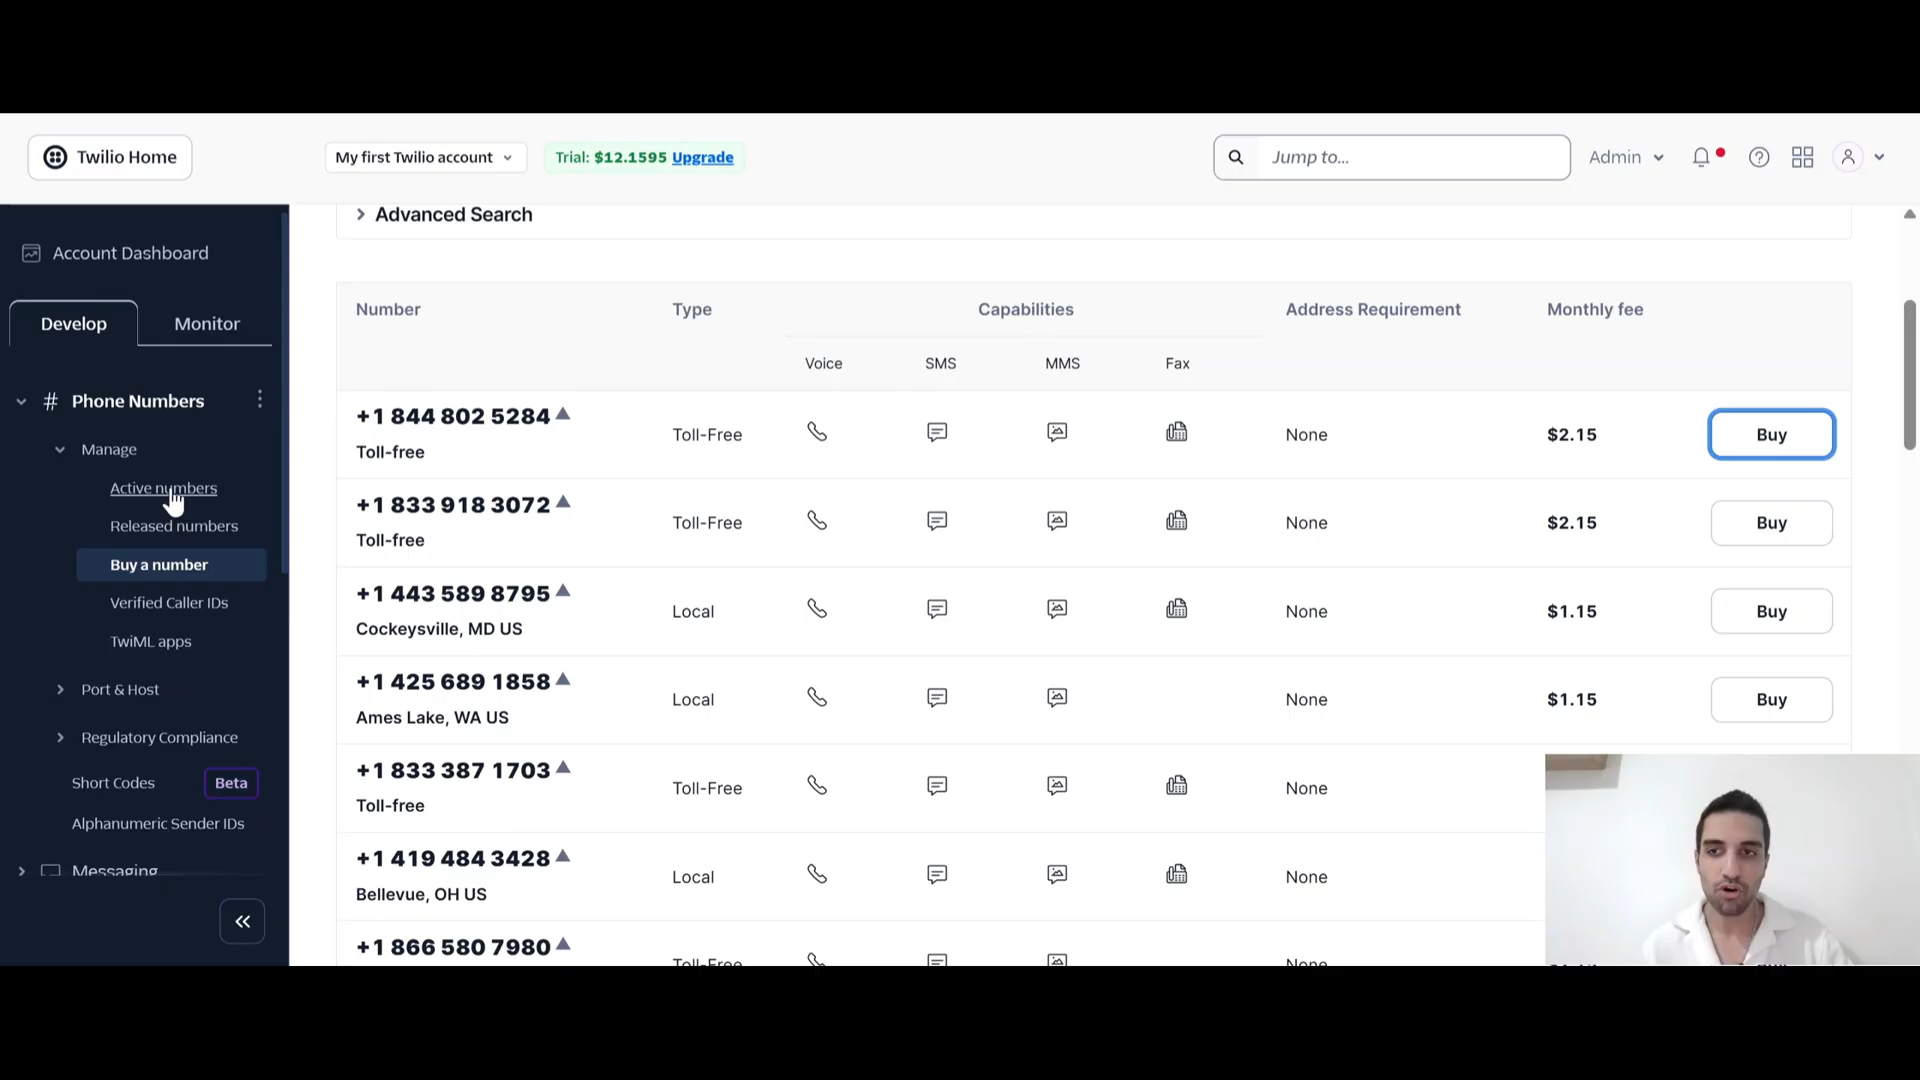 Twilio Home
My first Twilio account
Trial: $12.1595 Upgrade
Jump to...
Admin
Account Dashboard
Develop
Monitor
# Phone Numbers
Manage
Active numbers
Released numbers
Buy a number
Verified Caller IDs
TwiML apps
Port & Host
Regulatory Compliance
Short Codes Beta
Alphanumeric Sender IDs
Messaging
Advanced Search
Number Type Capabilities Address Requirement Monthly fee
Voice SMS MMS Fax
+1 844 802 5284
Toll-free
Toll-Free None $2.15 Buy
+1 833 918 3072
Toll-free
Toll-Free None $2.15 Buy
+1 443 589 8795
Cockeysville, MD US
Local None $1.15 Buy
+1 425 689 1858
Ames Lake, WA US
Local None $1.15 Buy
+1 833 387 1703
Toll-free
Toll-Free None
+1 419 484 3428
Bellevue, OH US
Local None
+1 866 580 7980
Toll-Free None